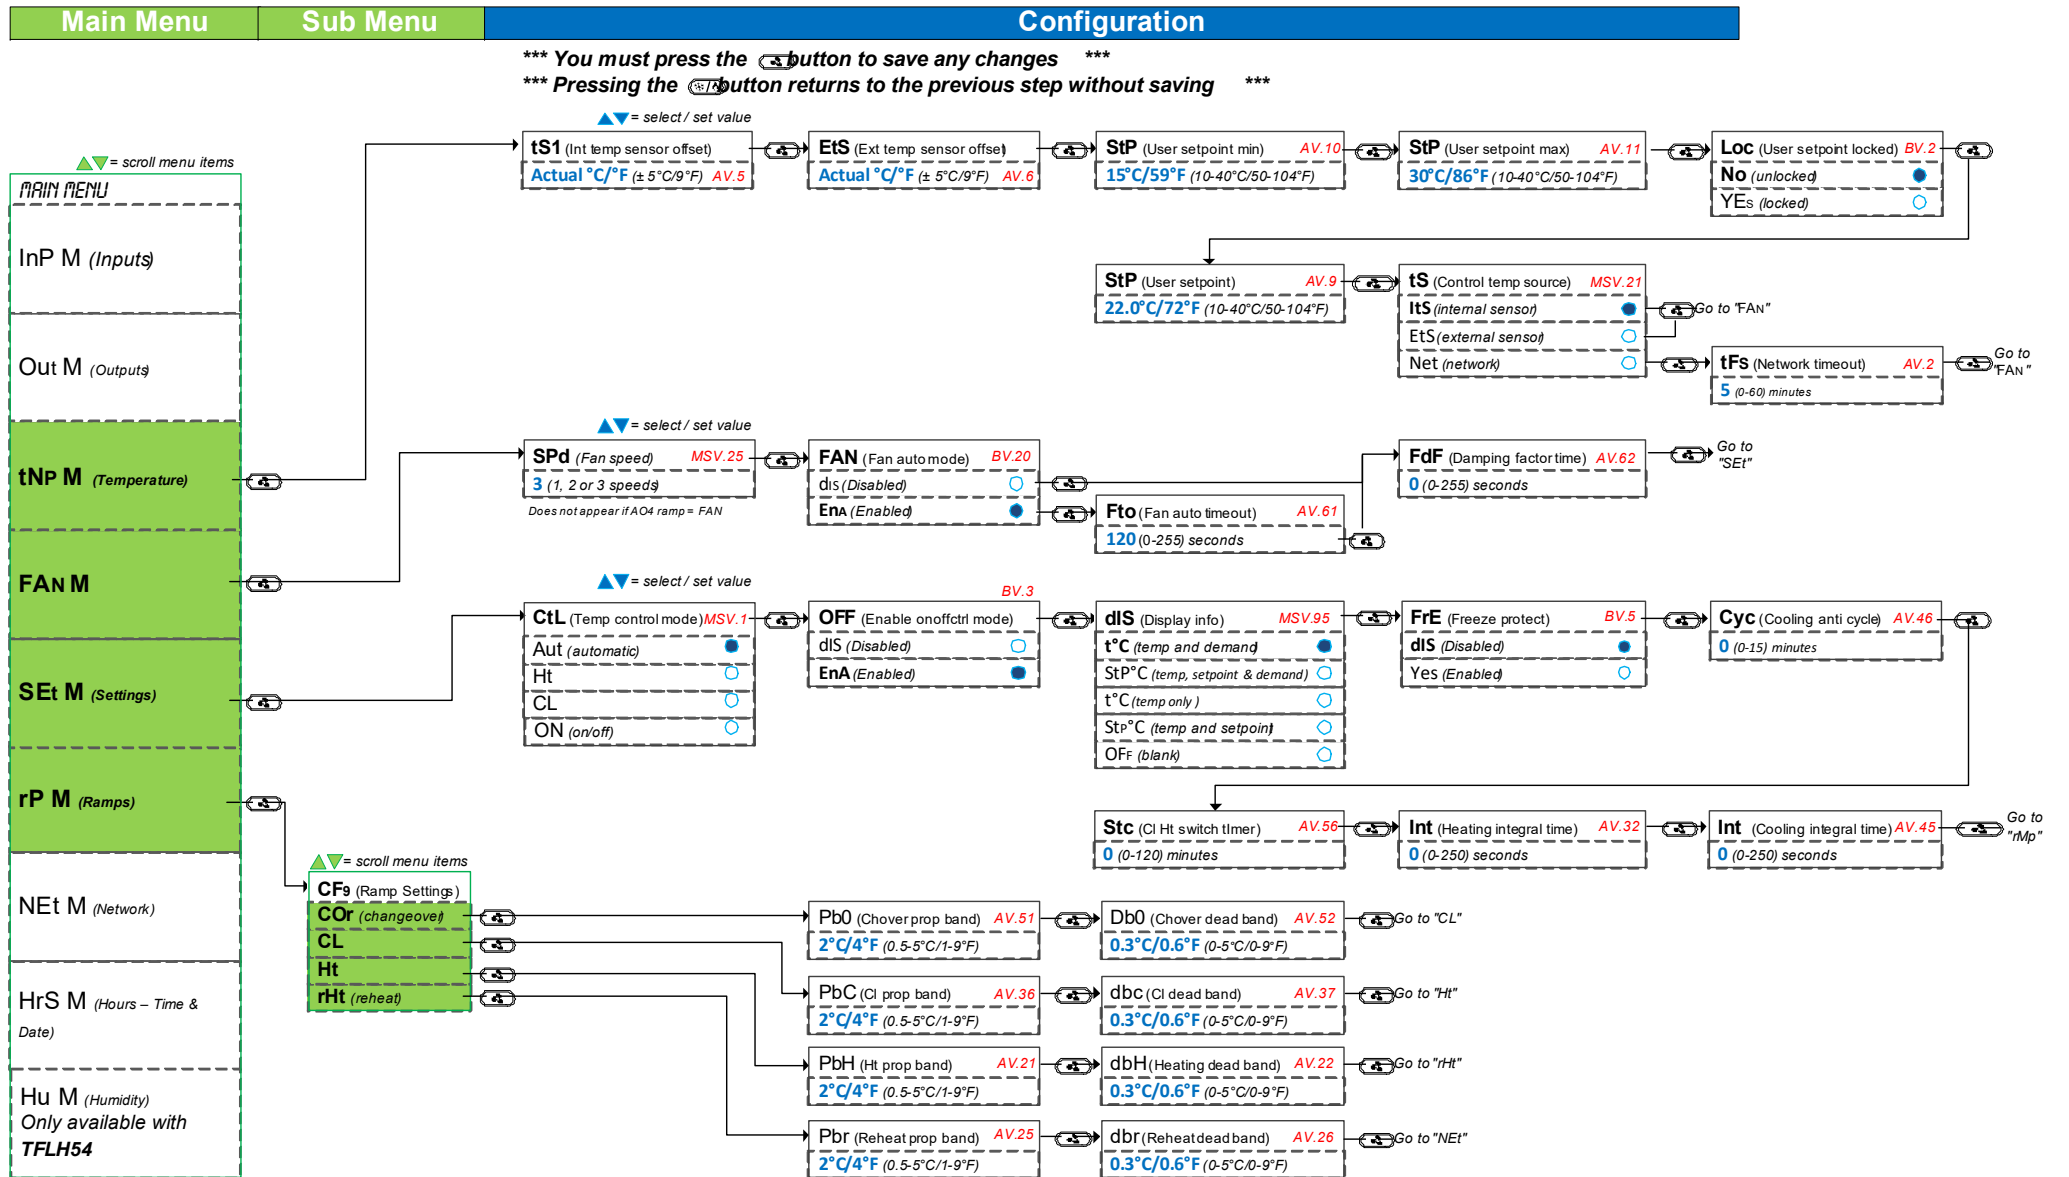 Main Menu
Sub Menu
Configuration
*** You must press the button to save any changes ***
*** Pressing the button returns to the previous step without saving ***
= scroll menu items
MAIN MENU
InP M (Inputs)
Out M (Outputs)
tNP M (Temperature)
FAN M
SEt M (Settings)
rP M (Ramps)
NEt M (Network)
HrS M (Hours – Time &
Date)
Hu M (Humidity)
Only available with
TFLH54
= select / set value
tS1 (Int temp sensor offset)
Actual °C/°F (± 5°C/9°F) AV.5
EtS (Ext temp sensor offset)
Actual °C/°F (± 5°C/9°F) AV.6
StP (User setpoint min) AV.10
15°C/59°F (10-40°C/50-104°F)
StP (User setpoint max) AV.11
30°C/86°F (10-40°C/50-104°F)
Loc (User setpoint locked) BV.2
No (unlocked)
YEs (locked)
StP (User setpoint) AV.9
22.0°C/72°F (10-40°C/50-104°F)
tS (Control temp source) MSV.21
ItS (internal sensor)
EtS (external sensor)
Net (network)
Go to "FAN"
tFs (Network timeout) AV.2
5 (0-60) minutes
Go to
"FAN"
= select / set value
SPd (Fan speed) MSV.25
3 (1, 2 or 3 speeds)
Does not appear if AO4 ramp = FAN
FAN (Fan auto mode) BV.20
dIS (Disabled)
EnA (Enabled)
Fto (Fan auto timeout) AV.61
120 (0-255) seconds
FdF (Damping factor time) AV.62
0 (0-255) seconds
Go to
"SEt"
= select / set value
CtL (Temp control mode) MSV.1
Aut (automatic)
Ht
CL
ON (on/off)
BV.3
OFF (Enable onoffctrl mode)
dIS (Disabled)
EnA (Enabled)
dIS (Display info) MSV.95
t°C (temp and demand)
StP°C (temp, setpoint & demand)
t°C (temp only)
StP°C (temp and setpoint)
OFF (blank)
FrE (Freeze protect) BV.5
dIS (Disabled)
Yes (Enabled)
Cyc (Cooling anti cycle) AV.46
0 (0-15) minutes
Stc (Cl Ht switch tImer) AV.56
0 (0-120) minutes
Int (Heating integral time) AV.32
0 (0-250) seconds
Int (Cooling integral time) AV.45
0 (0-250) seconds
Go to
"rMp"
= scroll menu items
CF9 (Ramp Settings)
COr (changeover)
CL
Ht
rHt (reheat)
Pb0 (Chover prop band) AV.51
2°C/4°F (0.5-5°C/1-9°F)
Db0 (Chover dead band) AV.52
0.3°C/0.6°F (0-5°C/0-9°F)
Go to "CL"
PbC (Cl prop band) AV.36
2°C/4°F (0.5-5°C/1-9°F)
dbc (Cl dead band) AV.37
0.3°C/0.6°F (0-5°C/0-9°F)
Go to "Ht"
PbH (Ht prop band) AV.21
2°C/4°F (0.5-5°C/1-9°F)
dbH (Heating dead band) AV.22
0.3°C/0.6°F (0-5°C/0-9°F)
Go to "rHt"
Pbr (Reheat prop band) AV.25
2°C/4°F (0.5-5°C/1-9°F)
dbr (Reheat dead band) AV.26
0.3°C/0.6°F (0-5°C/0-9°F)
Go to "NEt"